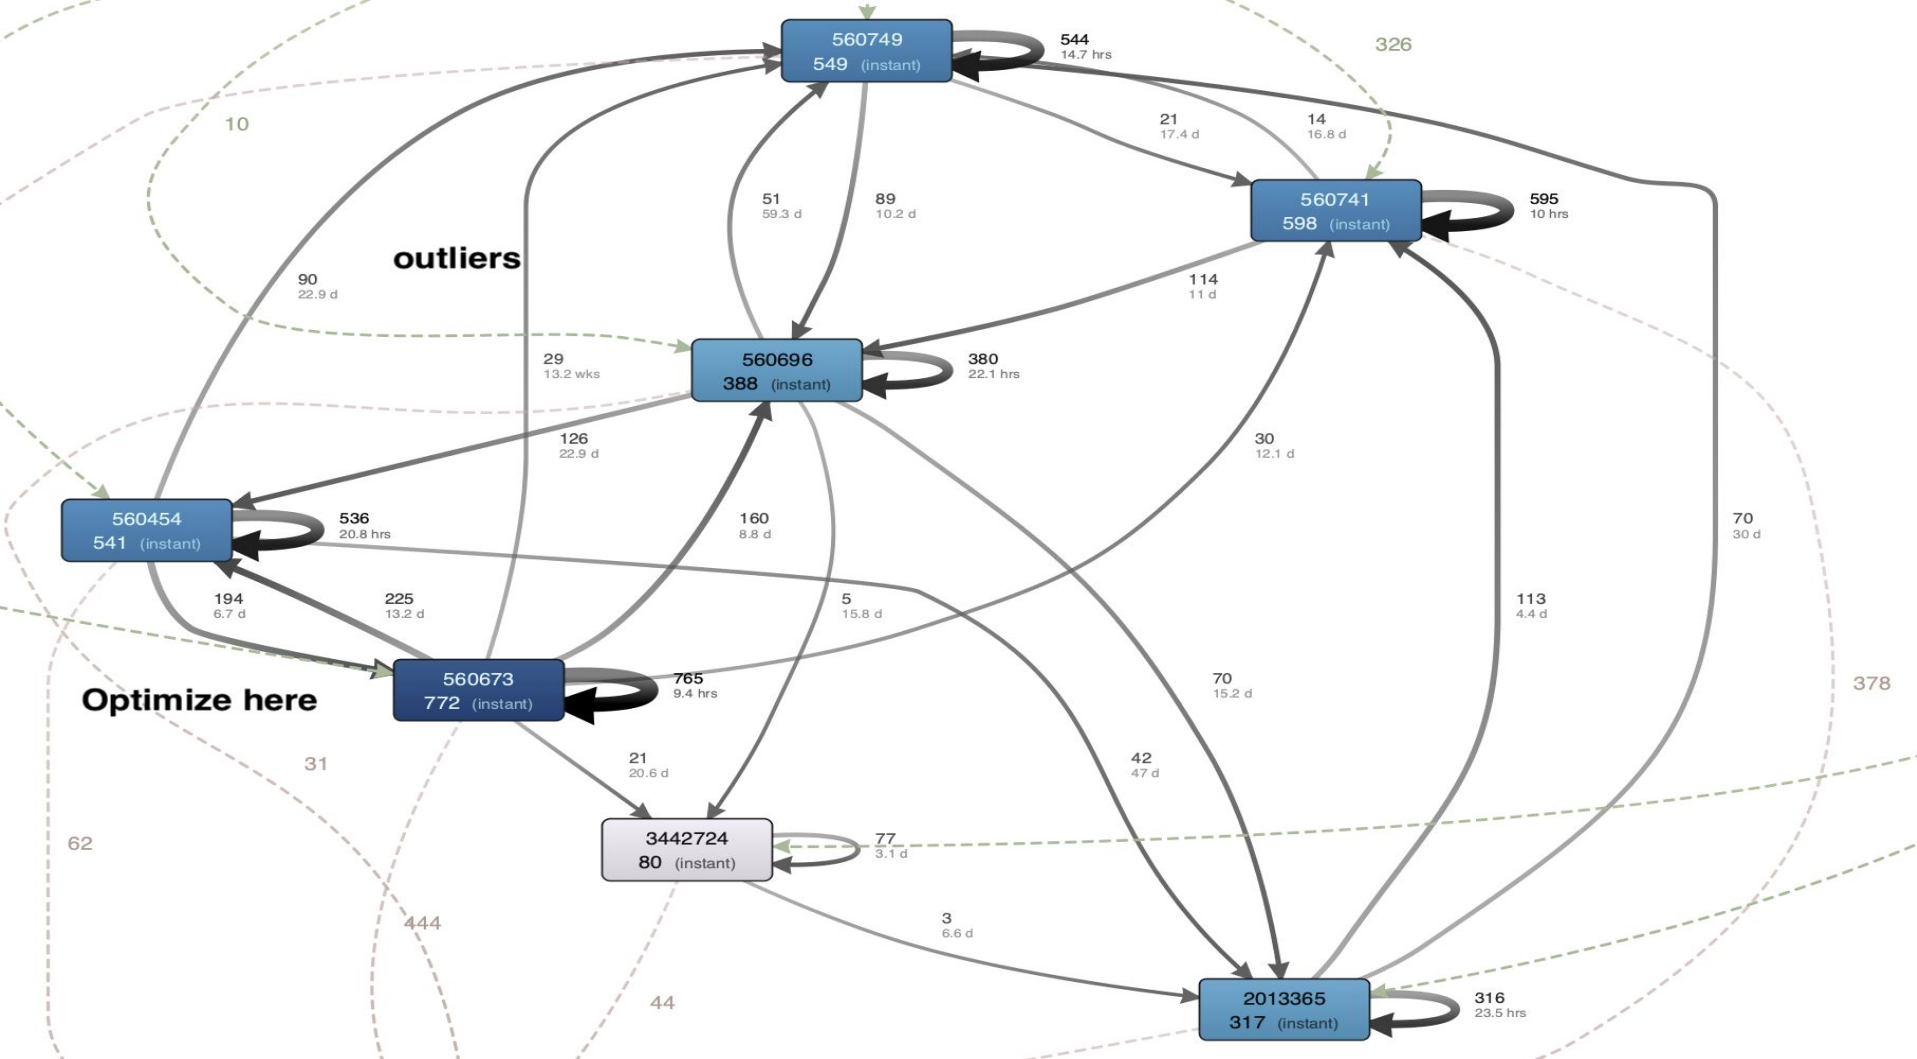 560749
549 (instant)
544
14.7 hrs
326
10
21
17.4 d
14
16.8 d
51
59.3 d
89
10.2 d
560741
598 (instant)
595
10 hrs
outliers
90
22.9 d
114
11 d
29
13.2 wks
560696
388 (instant)
380
22.1 hrs
126
22.9 d
30
12.1 d
560454
541 (instant)
536
20.8 hrs
160
8.8 d
70
30 d
194
6.7 d
225
13.2 d
5
15.8 d
113
4.4 d
560673
772 (instant)
765
9.4 hrs
70
15.2 d
378
Optimize here
31
21
20.6 d
42
47 d
62
3442724
80 (instant)
77
3.1 d
444
3
6.6 d
44
2013365
317 (instant)
316
23.5 hrs